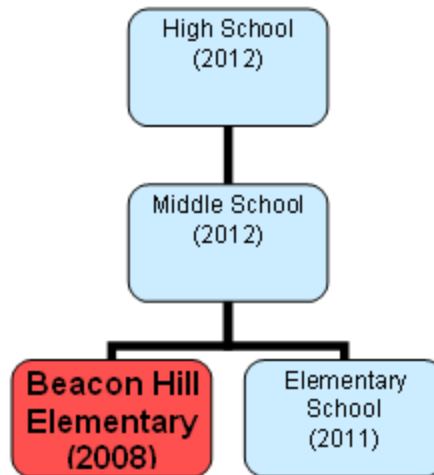 High School
(2012)
Middle School
(2012)
Beacon Hill
Elementary
(2008)
Elementary
School
(2011)